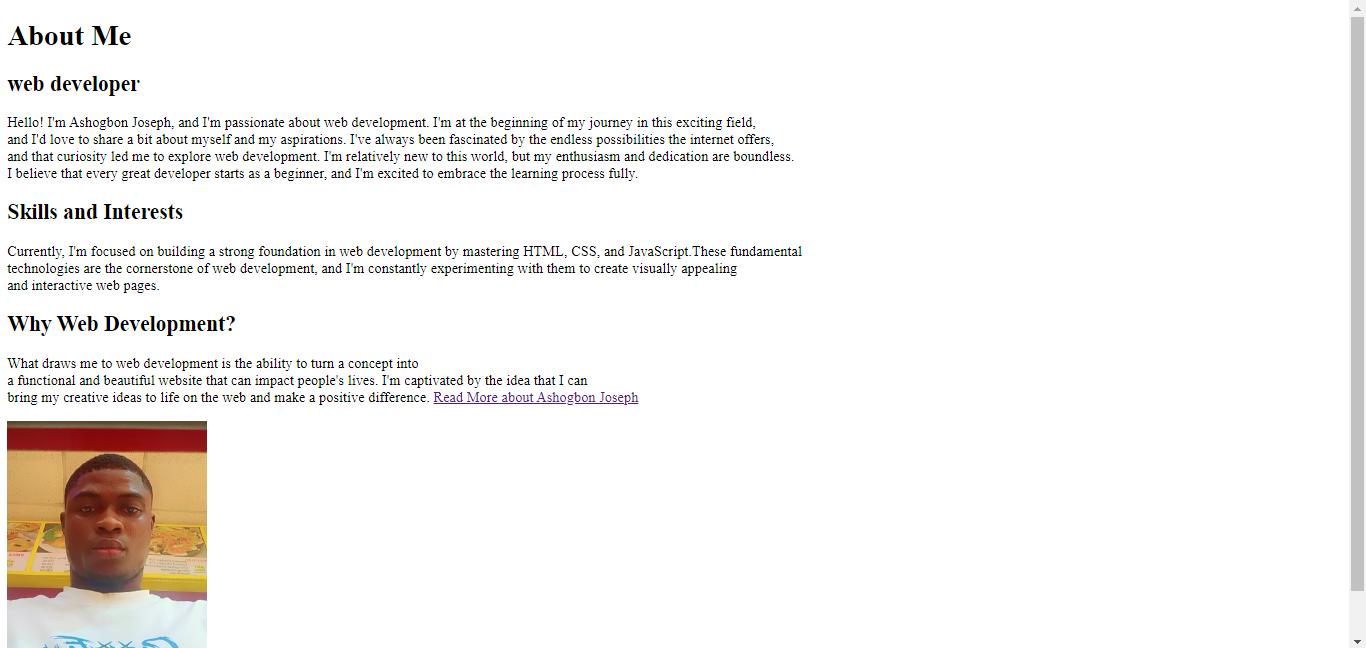 About Me
web developer
Hello! I'm Ashogbon Joseph, and I'm passionate about web development. I'm at the beginning of my journey in this exciting field,
and I'd love to share a bit about myself and my aspirations. I've always been fascinated by the endless possibilities the internet offers,
and that curiosity led me to explore web development. I'm relatively new to this world, but my enthusiasm and dedication are boundless.
I believe that every great developer starts as a beginner, and I'm excited to embrace the learning process fully.
Skills and Interests
Currently, I'm focused on building a strong foundation in web development by mastering HTML, CSS, and JavaScript.These fundamental
technologies are the cornerstone of web development, and I'm constantly experimenting with them to create visually appealing
and interactive web pages.
Why Web Development?
What draws me to web development is the ability to turn a concept into
a functional and beautiful website that can impact people's lives. I'm captivated by the idea that I can
bring my creative ideas to life on the web and make a positive difference. Read More about Ashogbon Joseph